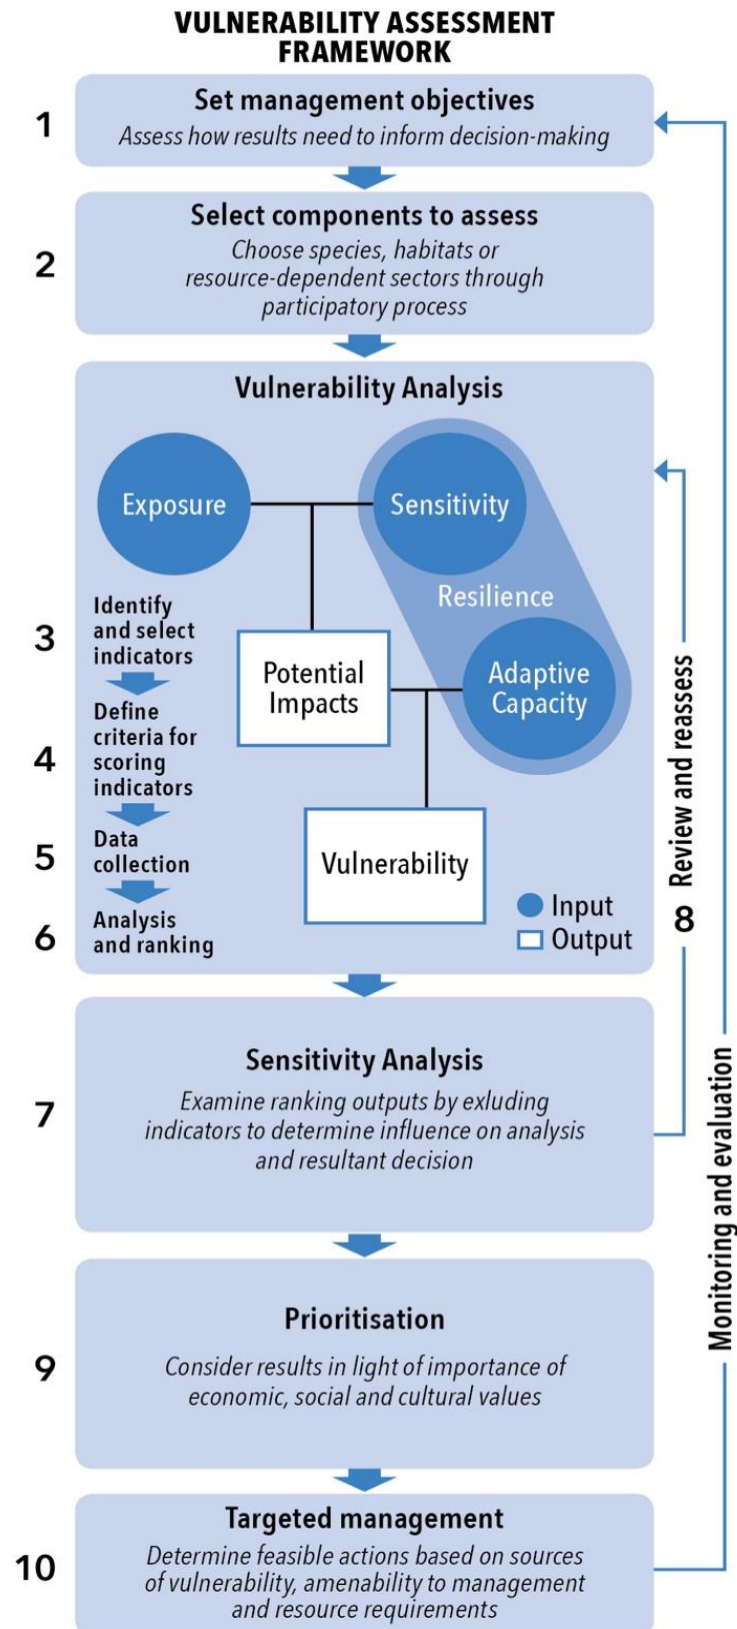 VULNERABILITY ASSESSMENT
FRAMEWORK
1
Set management objectives
Assess how results need to inform decision-making
2
Select components to assess
Choose species, habitats or
resource-dependent sectors through
participatory process
Vulnerability Analysis
Exposure
Sensitivity
Resilience
Potential
Impacts
Adaptive
Capacity
Vulnerability
Input
Output
3
Identify
and select
indicators
4
Define
criteria for
scoring
indicators
5
Data
collection
6
Analysis
and ranking
7
Sensitivity Analysis
Examine ranking outputs by exluding
indicators to determine influence on analysis
and resultant decision
8 Review and reassess
9
Prioritisation
Consider results in light of importance of
economic, social and cultural values
10
Targeted management
Determine feasible actions based on sources
of vulnerability, amenability to management
and resource requirements
Monitoring and evaluation